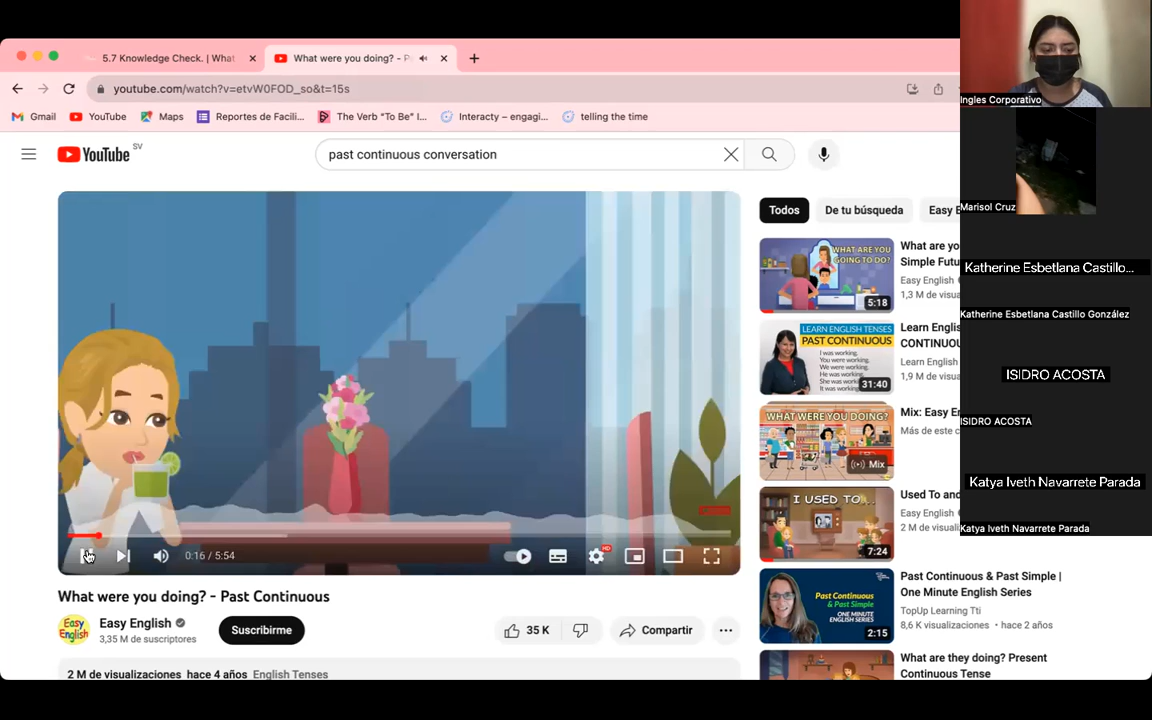 5.7 Knowledge Check. | What
What were you doing? - P
youtube.com/watch?v=etvW0FOD_so&t=15s
Gmail
YouTube
Maps
Reportes de Facili...
The Verb "To Be" I...
Interacty – engagi...
telling the time
YouTube SV
past continuous conversation
Todos
De tu búsqueda
Easy E
WHAT ARE YOU GOING TO DO?
5:18
What are yo
Simple Futu
Easy English
1,3 M de visua
LEARN ENGLISH TENSES
PAST CONTINUOUS
I was working.
You were working.
We were working.
He was working.
She was wor
It was work
31:40
Learn Englis
CONTINUOU
Learn English
1,9 M de visua
WHAT WERE YOU DOING?
Mix
Mix: Easy En
Más de este c
I USED TO...
7:24
Used To and
Easy English
2 M de visuali
Past Continuous
& Past Simple
ONE MINUTE
ENGLISH SERIES
2:15
Past Continuous & Past Simple |
One Minute English Series
TopUp Learning Tti
8,6 K visualizaciones • hace 2 años
What are they doing? Present
Continuous Tense
0:16 / 5:54
HD
What were you doing? - Past Continuous
Easy English
Easy English
3,35 M de suscriptores
Suscribirme
35 K
Compartir
2 M de visualizaciones hace 4 años English Tenses
Ingles Corporativo
Marisol Cruz
Katherine Esbetlana Castillo...
Katherine Esbetlana Castillo González
ISIDRO ACOSTA
ISIDRO ACOSTA
Katya Iveth Navarrete Parada
Katya Iveth Navarrete Parada